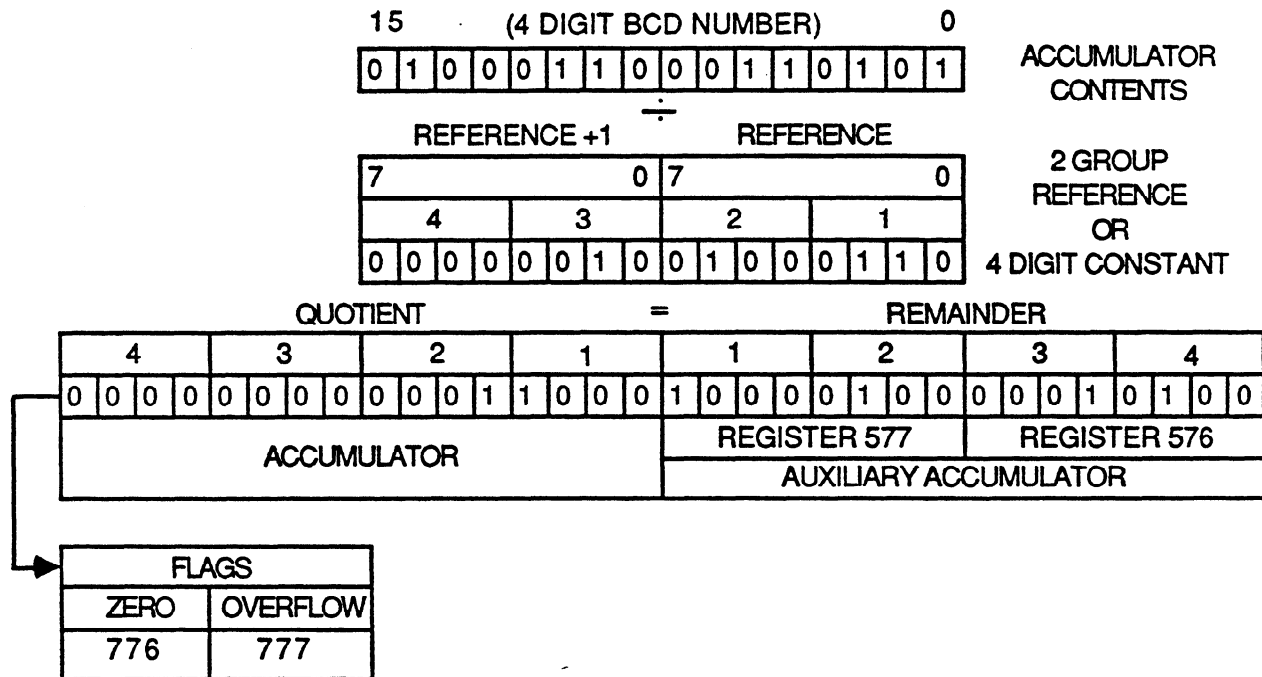 15 (4 DIGIT BCD NUMBER) 0
0 1 0 0 0 1 1 0 0 0 1 1 0 1 0 1
ACCUMULATOR
CONTENTS
÷
REFERENCE +1 REFERENCE
7 0 7 0
4 3 2 1
0 0 0 0 0 0 1 0 0 1 0 0 0 1 1 0
2 GROUP
REFERENCE
OR
4 DIGIT CONSTANT
QUOTIENT = REMAINDER
4 3 2 1 1 2 3 4
0 0 0 0 0 0 0 0 0 0 0 1 1 0 0 0 1 0 0 0 0 1 0 0 0 0 0 1 0 1 0 0
ACCUMULATOR
REGISTER 577 REGISTER 576
AUXILIARY ACCUMULATOR
FLAGS
ZERO OVERFLOW
776 777